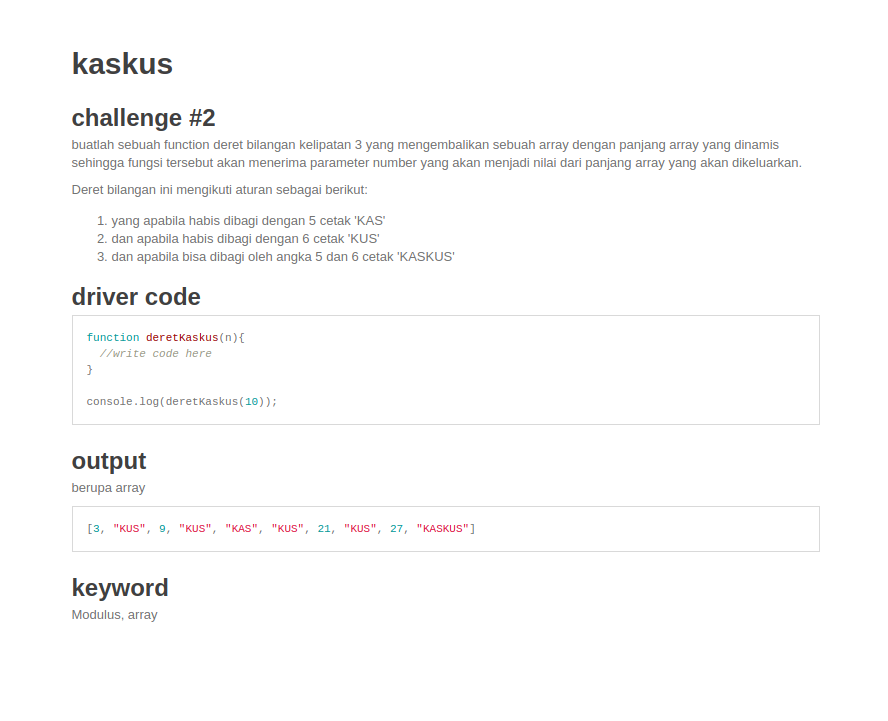 kaskus
challenge #2
buatlah sebuah function deret bilangan kelipatan 3 yang mengembalikan sebuah array dengan panjang array yang dinamis
sehingga fungsi tersebut akan menerima parameter number yang akan menjadi nilai dari panjang array yang akan dikeluarkan.
Deret bilangan ini mengikuti aturan sebagai berikut:
1. yang apabila habis dibagi dengan 5 cetak 'KAS'
2. dan apabila habis dibagi dengan 6 cetak 'KUS'
3. dan apabila bisa dibagi oleh angka 5 dan 6 cetak 'KASKUS'
driver code
function deretKaskus(n){
  //write code here
}
console.log(deretKaskus(10));
output
berupa array
[3, "KUS", 9, "KUS", "KAS", "KUS", 21, "KUS", 27, "KASKUS"]
keyword
Modulus, array